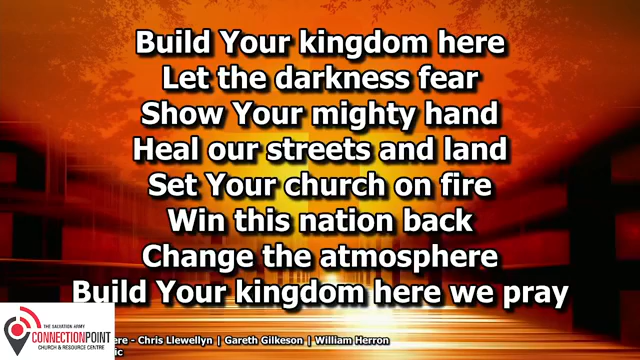 Build Your kingdom here
Let the darkness fear
Show Your mighty hand
Heal our streets and land
Set Your church on fire
Win this nation back
Change the atmosphere
Build Your kingdom here we pray
ere - Chris Llewellyn | Gareth Gilkeson | William Herron
ic
THE SALVATION ARMY
CONNECTIONPOINT
CHURCH & RESOURCE CENTRE